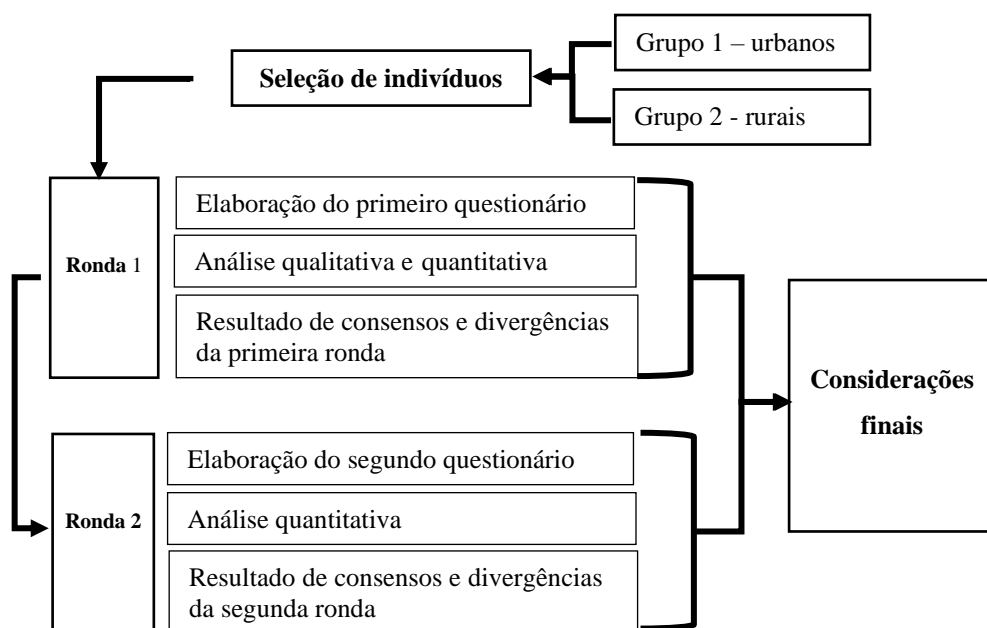 Grupo 1 – urbanos
Seleção de indivíduos
Grupo 2 - rurais
Elaboração do primeiro questionário
Ronda 1
Análise qualitativa e quantitativa
Resultado de consensos e divergências
da primeira ronda
Considerações
finais
Elaboração do segundo questionário
Ronda 2
Análise quantitativa
Resultado de consensos e divergências
da segunda ronda